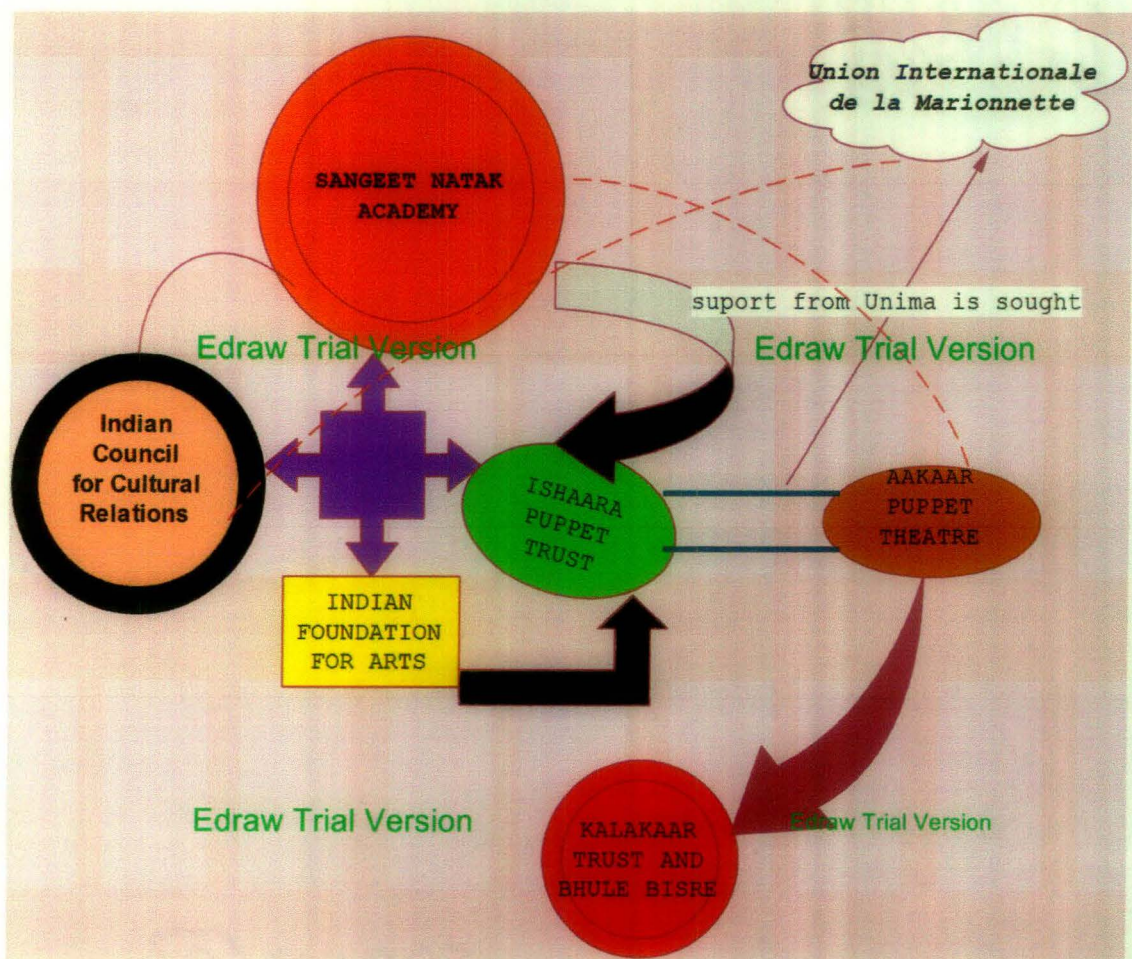 Union Internationale
de la Marionnette
SANGEET NATAK
ACADEMY
suport from Unima is sought
Edraw Trial Version
Edraw Trial Version
Indian
Council
for Cultural
Relations
ISHAARA
PUPPET
TRUST
AAKAAR
PUPPET
THEATRE
INDIAN
FOUNDATION
FOR ARTS
Edraw Trial Version
Edraw Trial Version
KALAKAAR
TRUST AND
BHULE BISRE